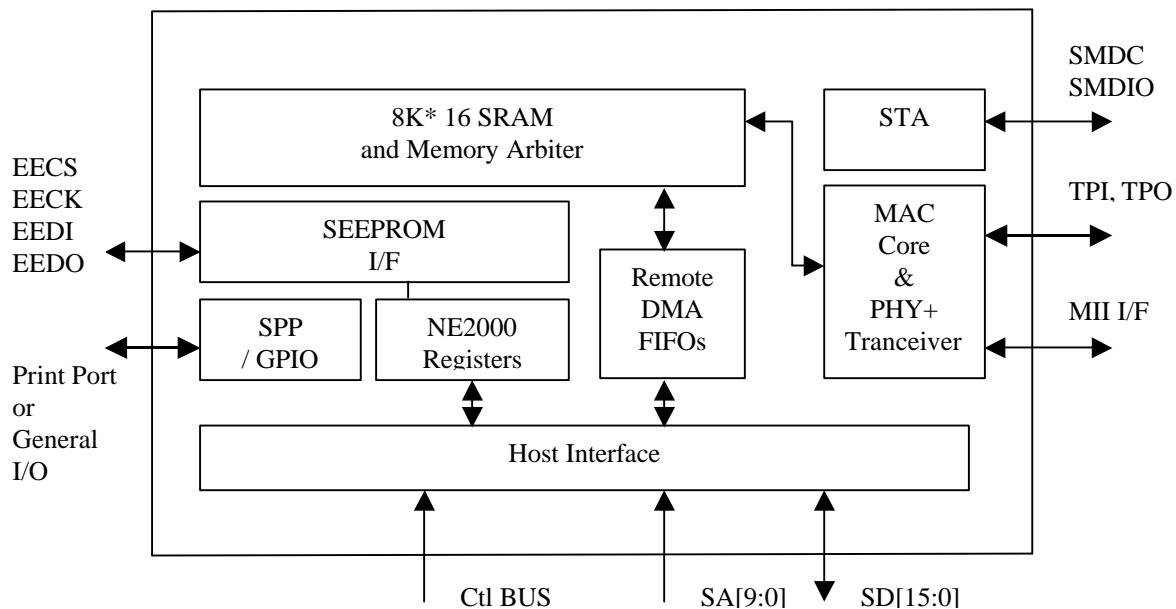 SMDC
SMDIO
8K* 16 SRAM
and Memory Arbiter
STA
EECS
EECK
EEDI
EEDO
TPI, TPO
SEEPROM
I/F
MAC
Core
&
PHY+
Tranceiver
Remote
DMA
FIFOs
SPP
/ GPIO
NE2000
Registers
MII I/F
Print Port
or
General
I/O
Host Interface
Ctl BUS
SA[9:0]
SD[15:0]